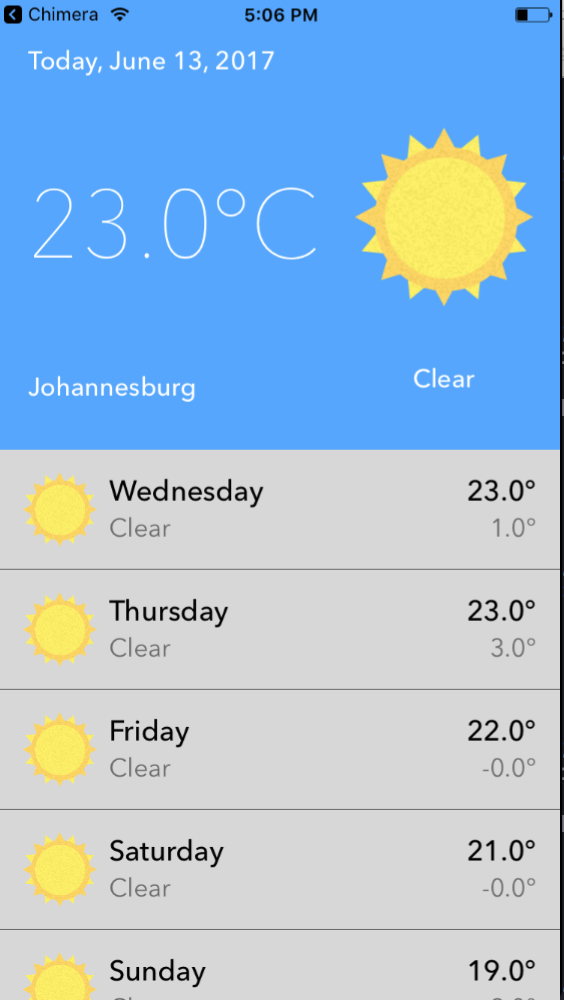 Chimera 5:06 PM
Today, June 13, 2017
23.0°C
Johannesburg
Clear
Wednesday 23.0°
Clear 1.0°
Thursday 23.0°
Clear 3.0°
Friday 22.0°
Clear -0.0°
Saturday 21.0°
Clear -0.0°
Sunday 19.0°